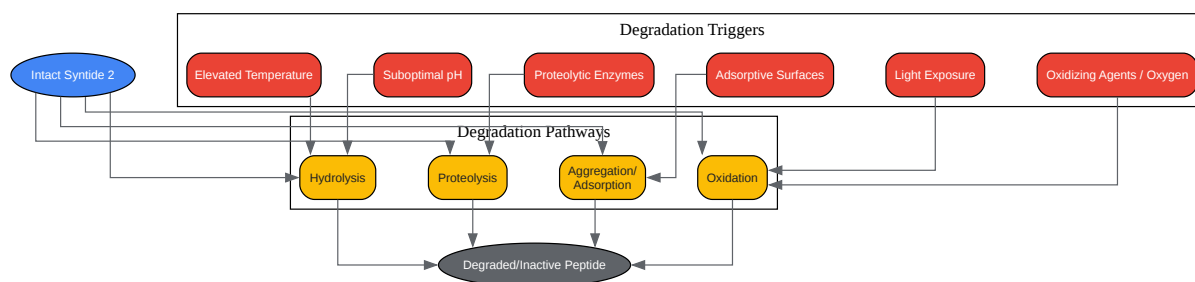 Degradation Triggers
Intact Syntide 2
Elevated Temperature
Suboptimal pH
Proteolytic Enzymes
Adsorptive Surfaces
Light Exposure
Oxidizing Agents / Oxygen
Degradation Pathways
Hydrolysis
Proteolysis
Aggregation/
Adsorption
Oxidation
Degraded/Inactive Peptide